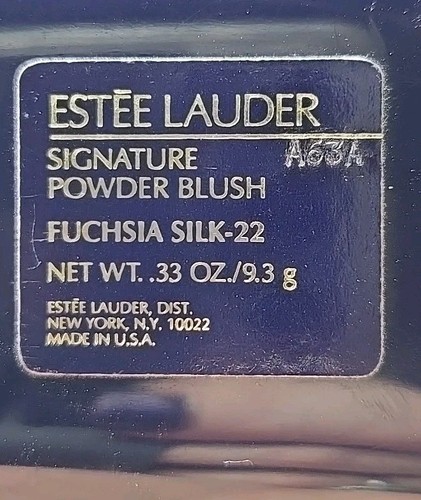 ESTĒE LAUDER
SIGNATURE
A63A
POWDER BLUSH
FUCHSIA SILK-22
NET WT. .33 OZ./9.3 g
ESTĒE LAUDER, DIST.
NEW YORK, N.Y. 10022
MADE IN U.S.A.